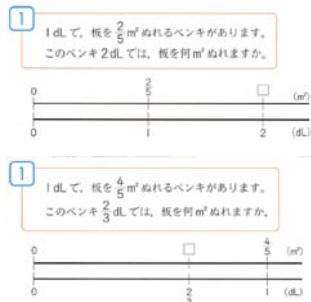 1
1dLで，板を2/5m²ぬれるペンキがあります。
このペンキ2dLでは，板を何m²ぬれますか。
0 2/5 □ (m²)
0 1 2 (dL)
1
1dLで，板を4/5m²ぬれるペンキがあります。
このペンキ2/3dLでは，板を何m²ぬれますか。
0 □ 4/5 (m²)
0 2/3 1 (dL)